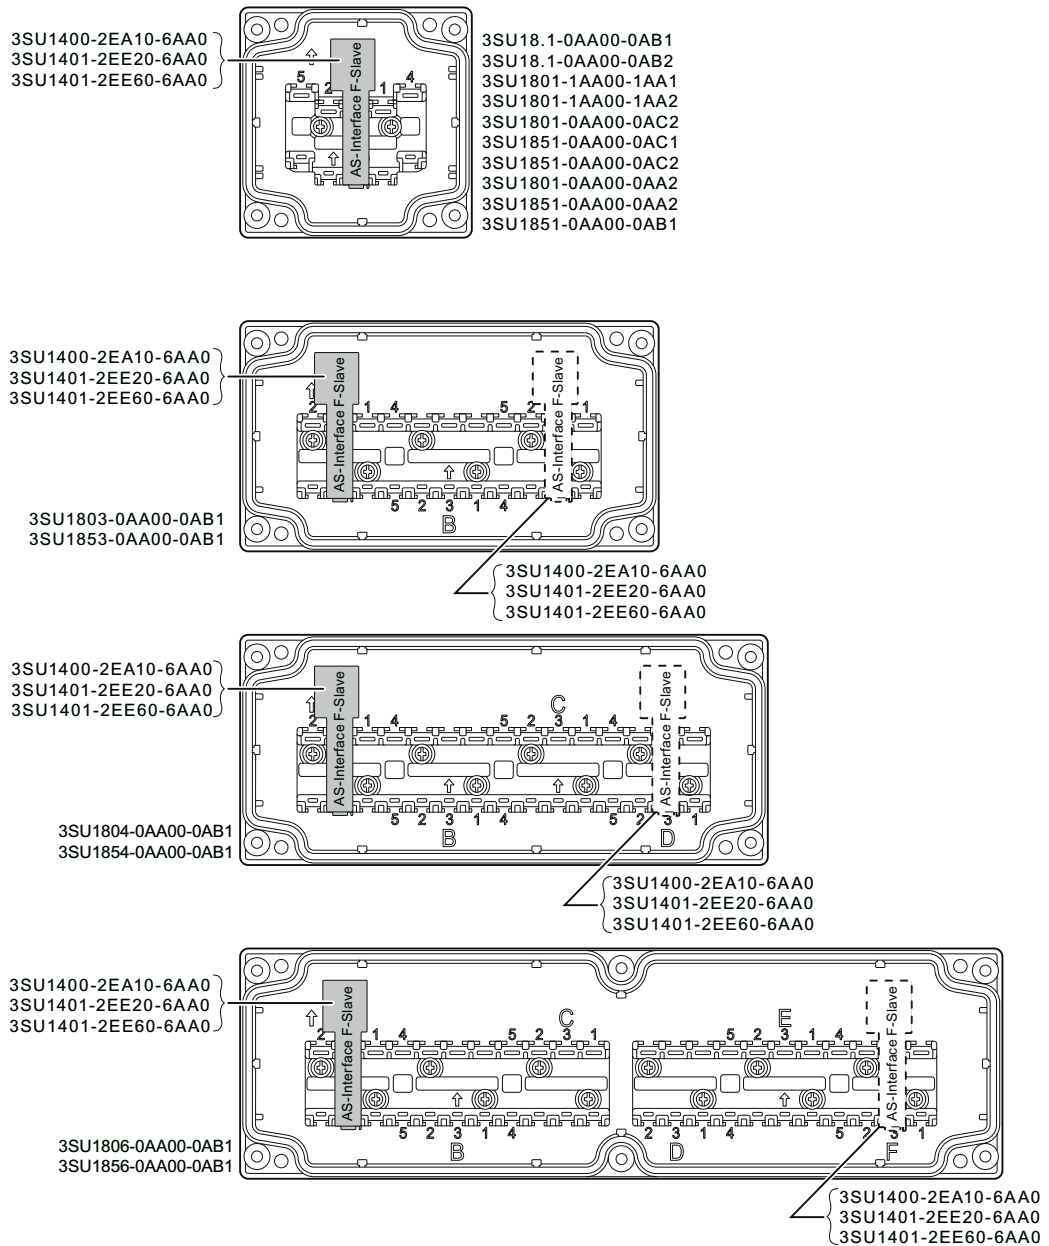 3SU1400-2EA10-6AA0
3SU1401-2EE20-6AA0
3SU1401-2EE60-6AA0
5
2
1
4
AS-Interface F-Slave
3SU18.1-0AA00-0AB1
3SU18.1-0AA00-0AB2
3SU1801-1AA00-1AA1
3SU1801-1AA00-1AA2
3SU1801-0AA00-0AC2
3SU1851-0AA00-0AC1
3SU1851-0AA00-0AC2
3SU1801-0AA00-0AA2
3SU1851-0AA00-0AA2
3SU1851-0AA00-0AB1
3SU1400-2EA10-6AA0
3SU1401-2EE20-6AA0
3SU1401-2EE60-6AA0
2 1 4 5 2 1
AS-Interface F-Slave
AS-Interface F-Slave
5 2 3 1 4
B
3SU1803-0AA00-0AB1
3SU1853-0AA00-0AB1
3SU1400-2EA10-6AA0
3SU1401-2EE20-6AA0
3SU1401-2EE60-6AA0
3SU1400-2EA10-6AA0
3SU1401-2EE20-6AA0
3SU1401-2EE60-6AA0
C
2 1 4 5 2 3 1 4
AS-Interface F-Slave
AS-Interface F-Slave
5 2 3 1 4 5 2 3 1
B D
3SU1804-0AA00-0AB1
3SU1854-0AA00-0AB1
3SU1400-2EA10-6AA0
3SU1401-2EE20-6AA0
3SU1401-2EE60-6AA0
3SU1400-2EA10-6AA0
3SU1401-2EE20-6AA0
3SU1401-2EE60-6AA0
C E
2 1 4 5 2 3 1 5 2 3 1 4
AS-Interface F-Slave
AS-Interface F-Slave
5 2 3 1 4 2 3 1 4 5 2 3 1
B D F
3SU1806-0AA00-0AB1
3SU1856-0AA00-0AB1
3SU1400-2EA10-6AA0
3SU1401-2EE20-6AA0
3SU1401-2EE60-6AA0